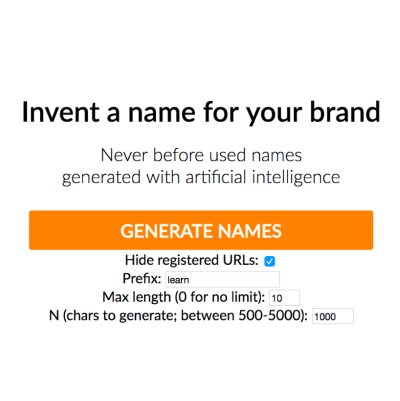 Invent a name for your brand
Never before used names
generated with artificial intelligence
GENERATE NAMES
Hide registered URLs:
Prefix: learn
Max length (0 for no limit): 10
N (chars to generate; between 500-5000): 1000